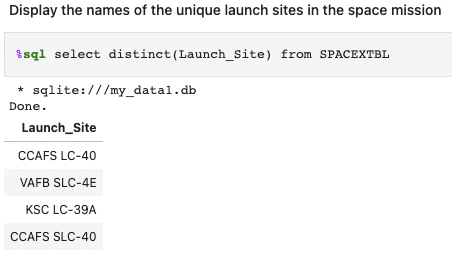 Display the names of the unique launch sites in the space mission
%sql select distinct(Launch_Site) from SPACEXTBL
* sqlite:///my_data1.db
Done.
Launch_Site
CCAFS LC-40
VAFB SLC-4E
KSC LC-39A
CCAFS SLC-40